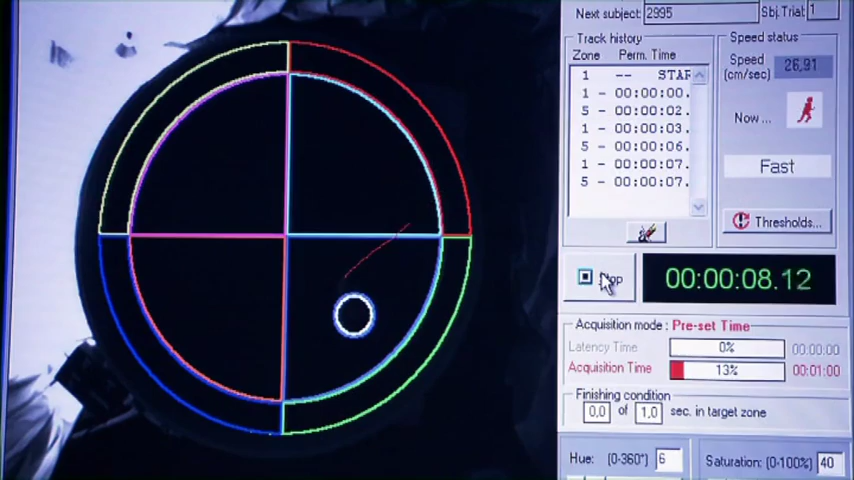 Next subject: 2995 Sbj.Trial: 1
Track history
Zone Perm. Time
1 -- STAR
1 - 00:00:00.
5 - 00:00:02.
1 - 00:00:03.
5 - 00:00:06.
1 - 00:00:07.
5 - 00:00:07.
Speed status
Speed (cm/sec) 26,91
Now ...
Fast
Thresholds...
Stop
00:00:08.12
Acquisition mode : Pre-set Time
Latency Time 0% 00:00:00
Acquisition Time 13% 00:01:00
Finishing condition
0,0 of 1,0 sec. in target zone
Hue: (0-360°) 6 Saturation: (0-100%) 40